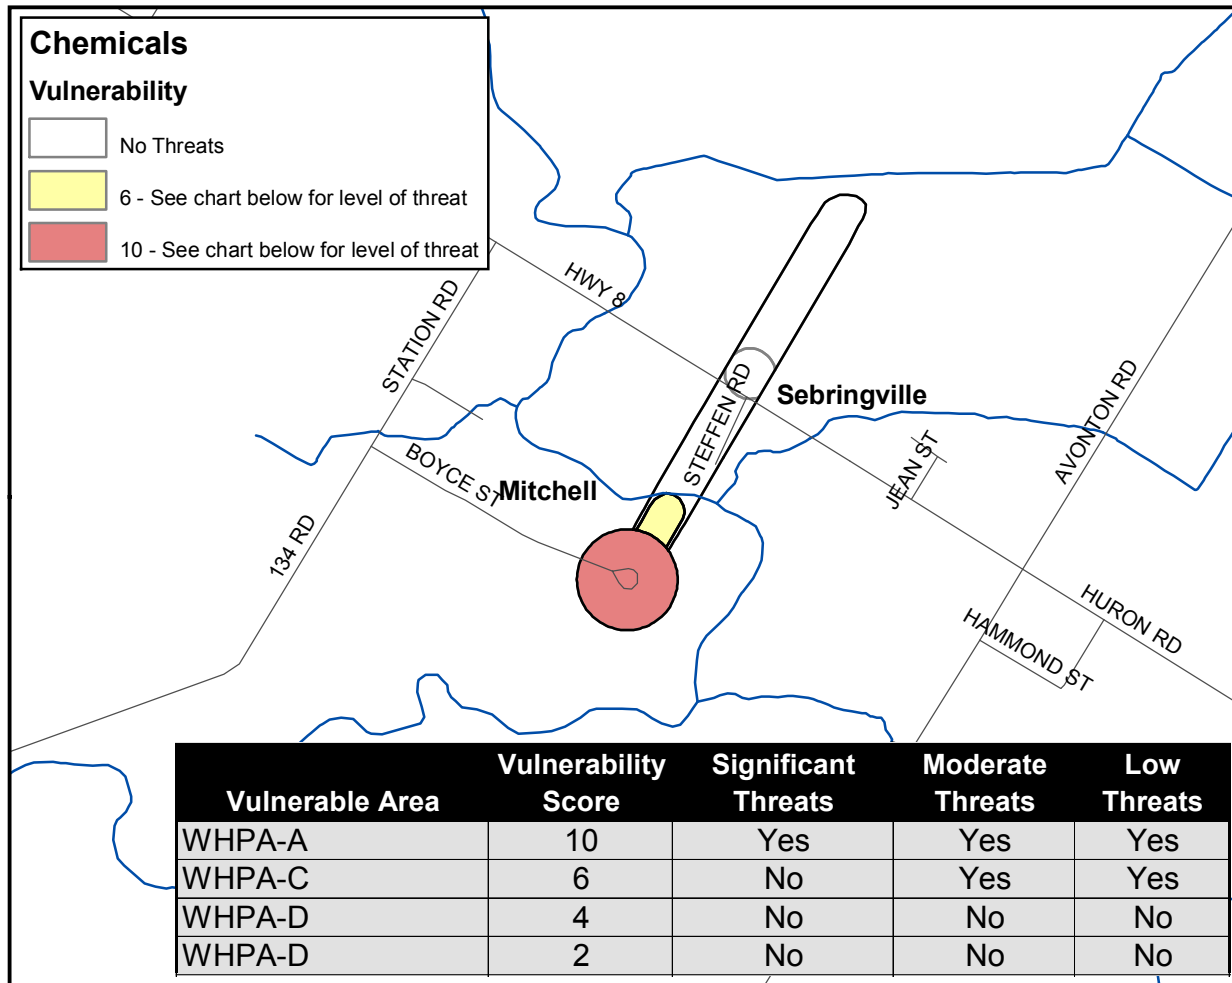 Chemicals
Vulnerability
No Threats
6 - See chart below for level of threat
10 - See chart below for level of threat
HWY 8
STATION RD
STEFFEN RD
Sebringville
AVONTON RD
JEAN ST
BOYCE ST
Mitchell
134 RD
HURON RD
HAMMOND ST
Vulnerable Area Vulnerability Score Significant Threats Moderate Threats Low Threats
WHPA-A 10 Yes Yes Yes
WHPA-C 6 No Yes Yes
WHPA-D 4 No No No
WHPA-D 2 No No No